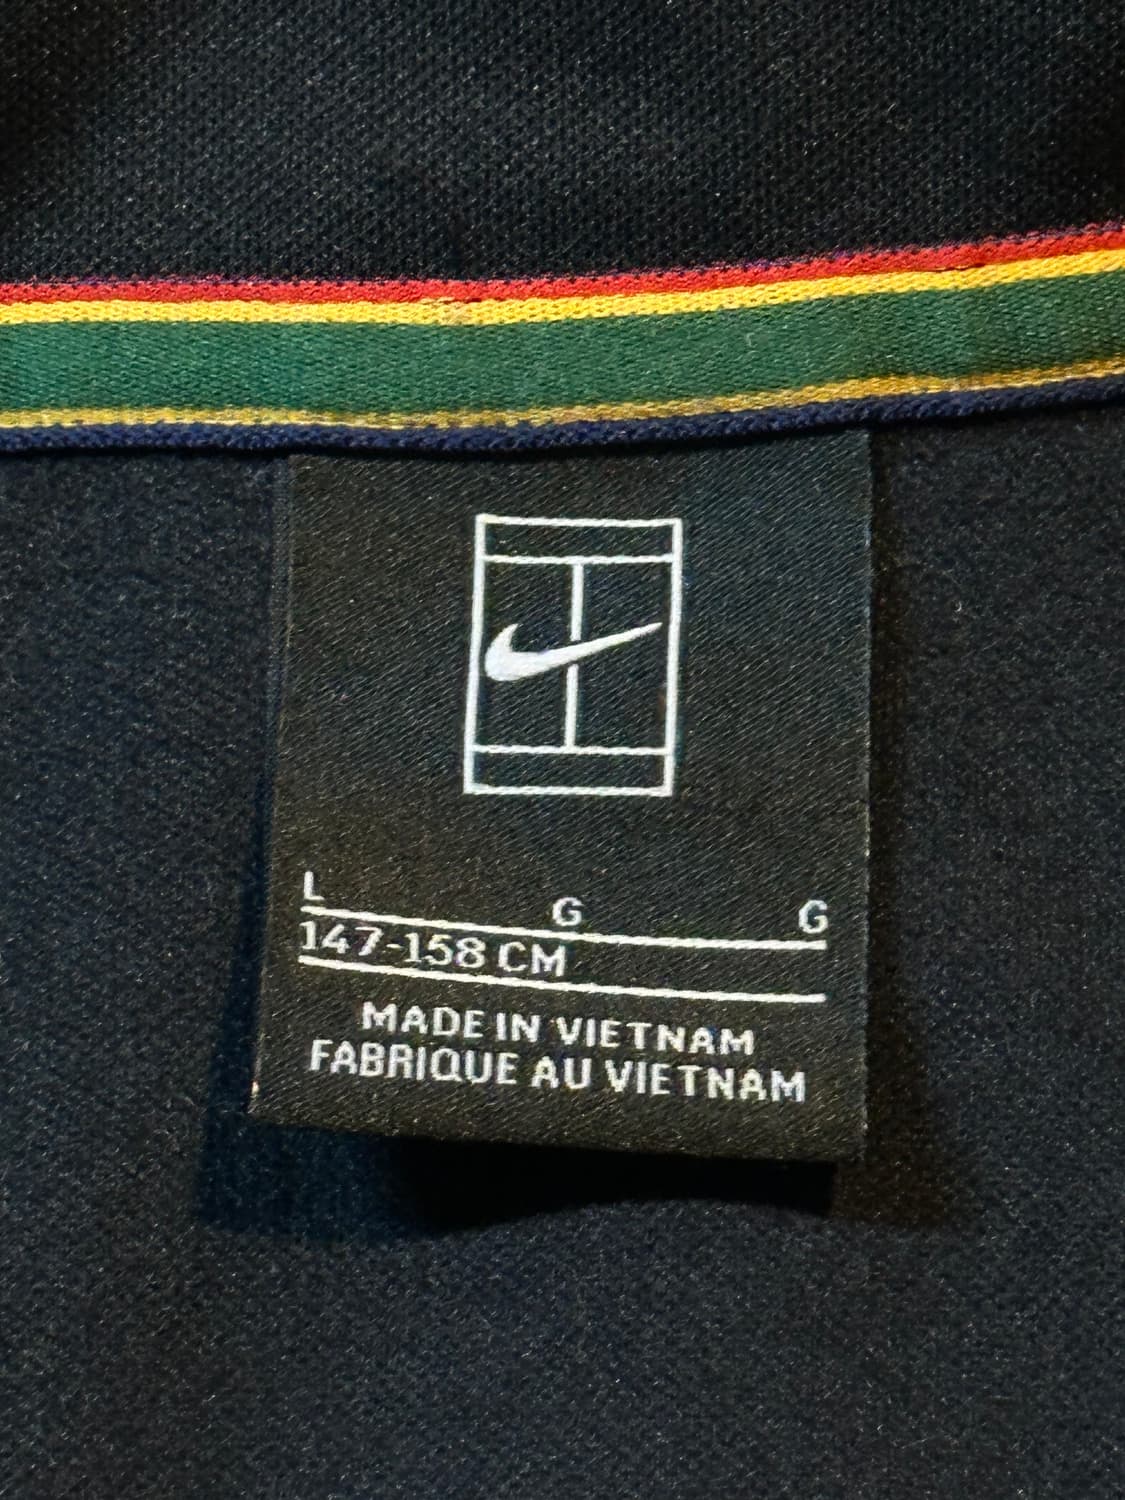 L G G
147-158 CM
MADE IN VIETNAM
FABRIQUE AU VIETNAM